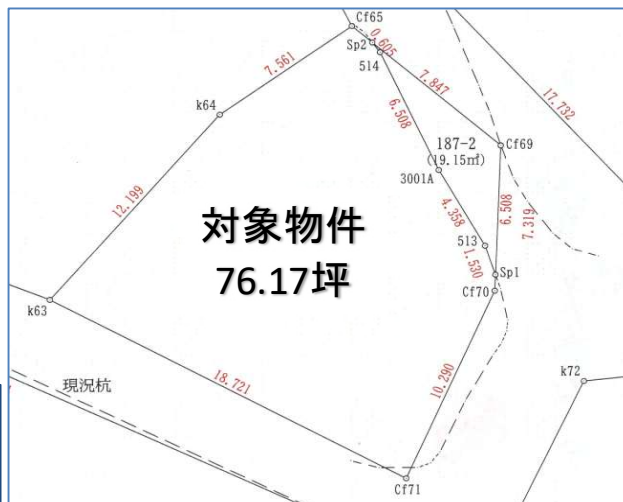 Cf65
Sp2
0.605
514
7.561
7.847
17.732
k64
6.508
Cf69
187-2
(19.15㎡)
3001A
12.199
対象物件
76.17坪
4.358
6.508
7.319
513
1.530
Sp1
Cf70
k63
18.721
10.290
k72
現況杭
Cf71